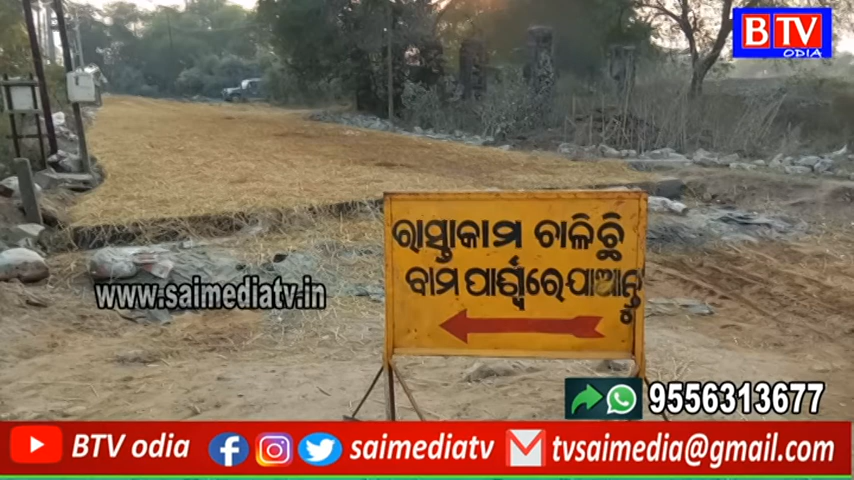 BTV
ODIA
ରାସ୍ତାକାମ ଚାଳିଚ୍ଛି
ବାମ ପାର୍ଶ୍ୱରେ ଯାଆନ୍ତୁ
www.saimediatv.in
9556313677
BTV odia saimediatv tvsaimedia@gmail.com